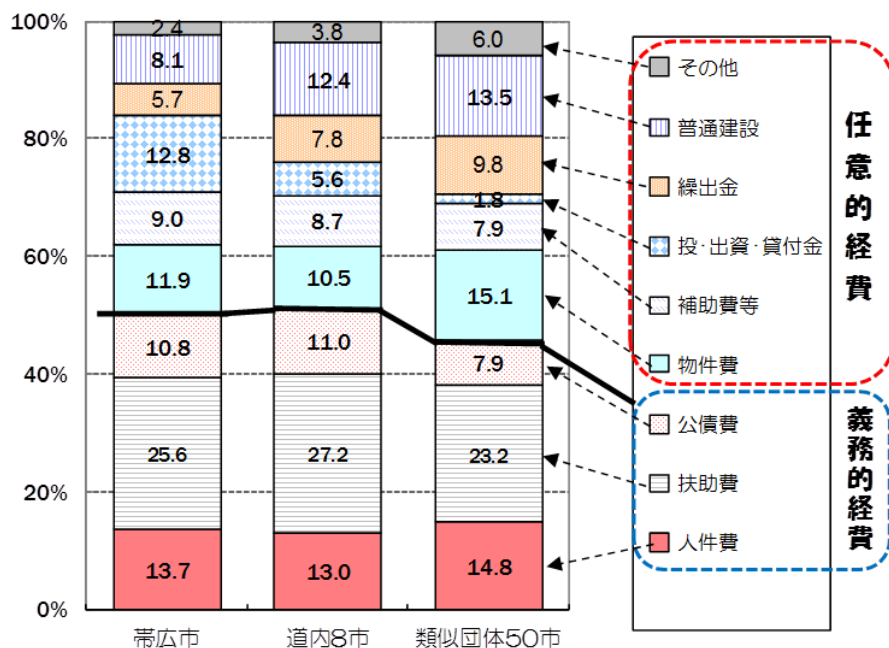 100%
80%
60%
40%
20%
0%
2.4
8.1
5.7
12.8
9.0
11.9
10.8
25.6
13.7
3.8
12.4
7.8
5.6
8.7
10.5
11.0
27.2
13.0
6.0
13.5
9.8
1.8
7.9
15.1
7.9
23.2
14.8
帯広市
道内8市
類似団体50市
その他
普通建設
繰出金
投・出資・貸付金
補助費等
物件費
公債費
扶助費
人件費
任意的経費
義務的経費